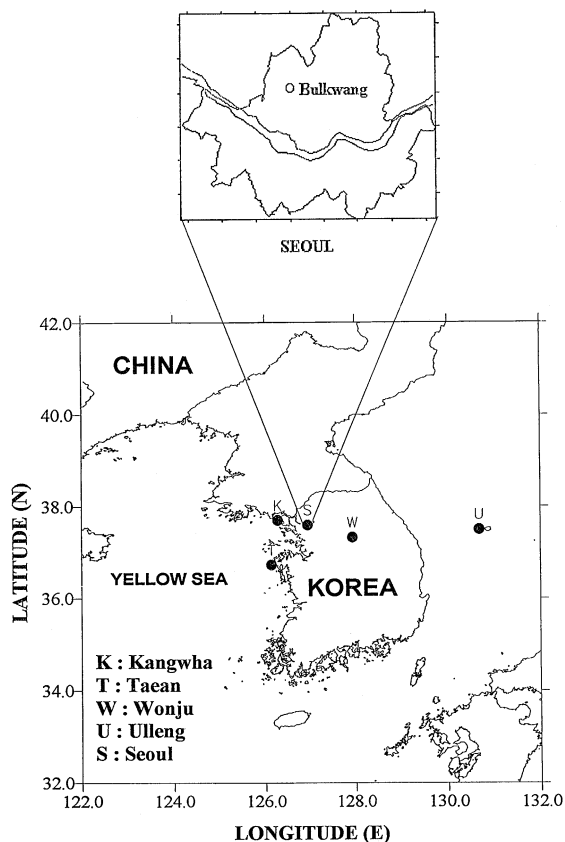 Bulkwang
SEOUL
42.0
CHINA
40.0
38.0
K
S
W
U
T
YELLOW SEA
KOREA
36.0
34.0
32.0
LATITUDE (N)
K : Kangwha
T : Taean
W : Wonju
U : Ulleng
S : Seoul
122.0
124.0
126.0
128.0
130.0
132.0
LONGITUDE (E)